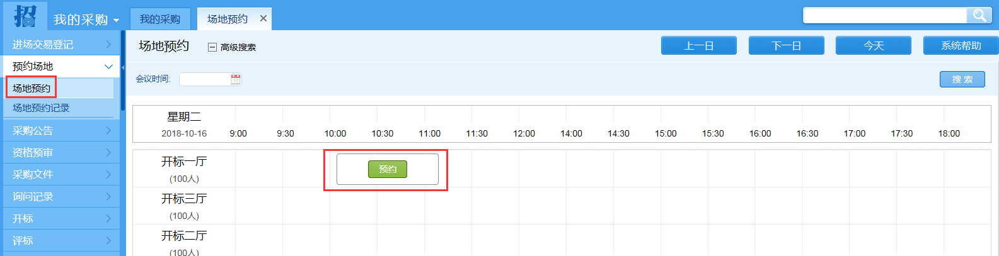 招 我的采购 我的采购 场地预约
进场交易登记
预约场地
场地预约
场地预约记录
采购公告
资格预审
采购文件
询问记录
开标
评标
场地预约 高级搜索 上一日 下一日 今天 系统帮助
会议时间: 搜 索
星期二
2018-10-16 9:00 9:30 10:00 10:30 11:00 11:30 12:00 14:00 14:30 15:00 15:30 16:00 16:30 17:00 17:30 18:00
开标一厅
(100人)
预约
开标三厅
(100人)
开标二厅
(100人)